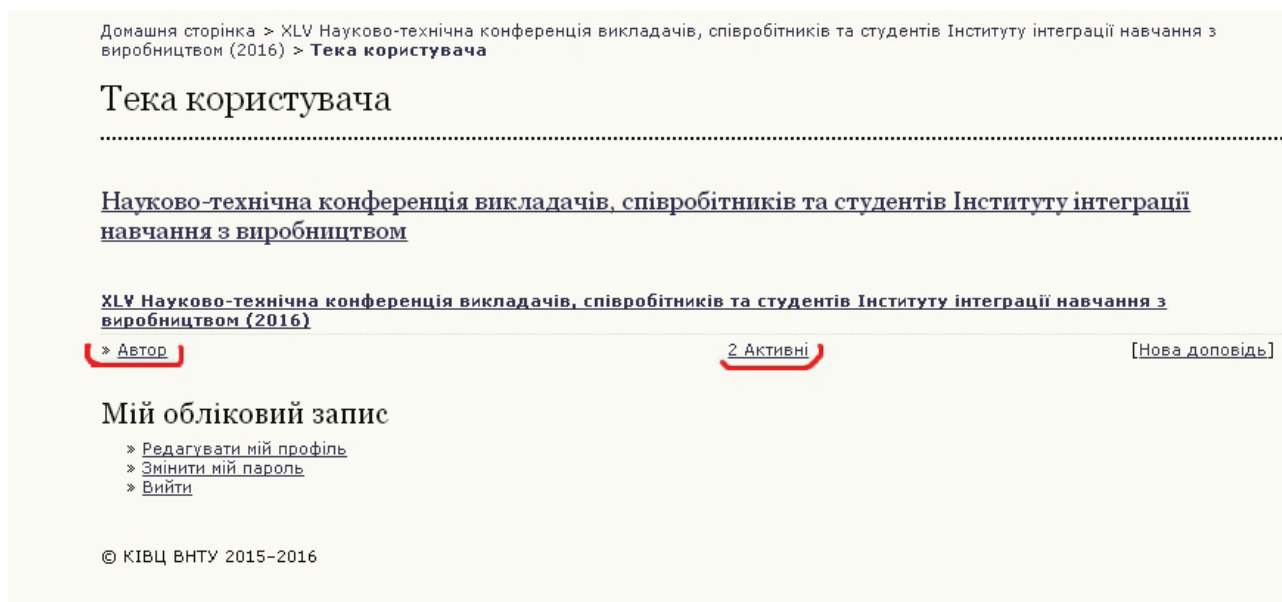 Домашня сторінка > XLV Науково-технічна конференція викладачів, співробітників та студентів Інституту інтеграції навчання з
виробництвом (2016) > Тека користувача
Тека користувача
Науково-технічна конференція викладачів, співробітників та студентів Інституту інтеграції
навчання з виробництвом
XLV Науково-технічна конференція викладачів, співробітників та студентів Інституту інтеграції навчання з
виробництвом (2016)
» Автор 2 Активні [Нова доповідь]
Мій обліковий запис
» Редагувати мій профіль
» Змінити мій пароль
» Вийти
© КІВЦ ВНТУ 2015-2016